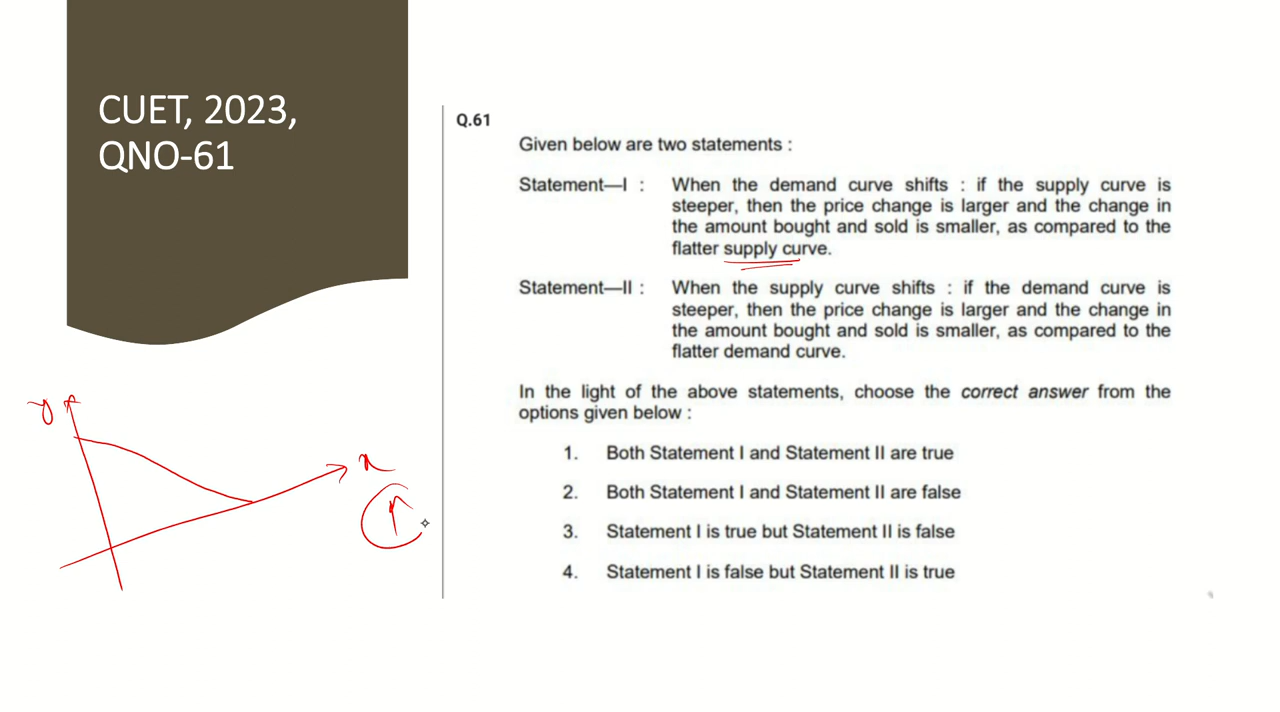 CUET, 2023,
QNO-61
Q.61
Given below are two statements :
Statement—I : When the demand curve shifts : if the supply curve is
steeper, then the price change is larger and the change in
the amount bought and sold is smaller, as compared to the
flatter supply curve.
Statement—II : When the supply curve shifts : if the demand curve is
steeper, then the price change is larger and the change in
the amount bought and sold is smaller, as compared to the
flatter demand curve.
In the light of the above statements, choose the correct answer from the
options given below :
1. Both Statement I and Statement II are true
2. Both Statement I and Statement II are false
3. Statement I is true but Statement II is false
4. Statement I is false but Statement II is true
y
x